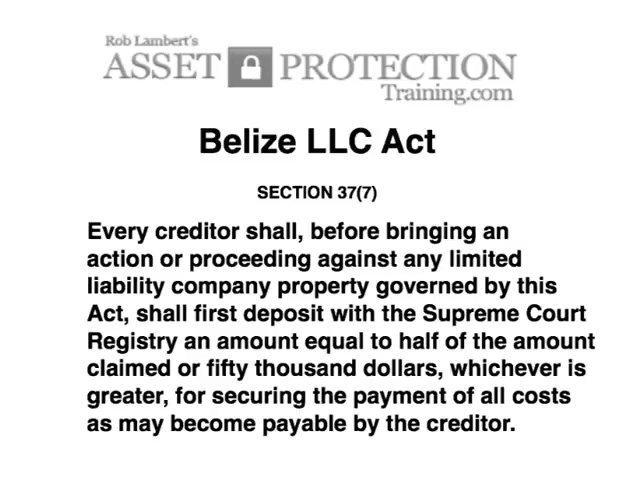 Rob Lambert's
ASSET PROTECTION
Training.com
Belize LLC Act
SECTION 37(7)
Every creditor shall, before bringing an
action or proceeding against any limited
liability company property governed by this
Act, shall first deposit with the Supreme Court
Registry an amount equal to half of the amount
claimed or fifty thousand dollars, whichever is
greater, for securing the payment of all costs
as may become payable by the creditor.